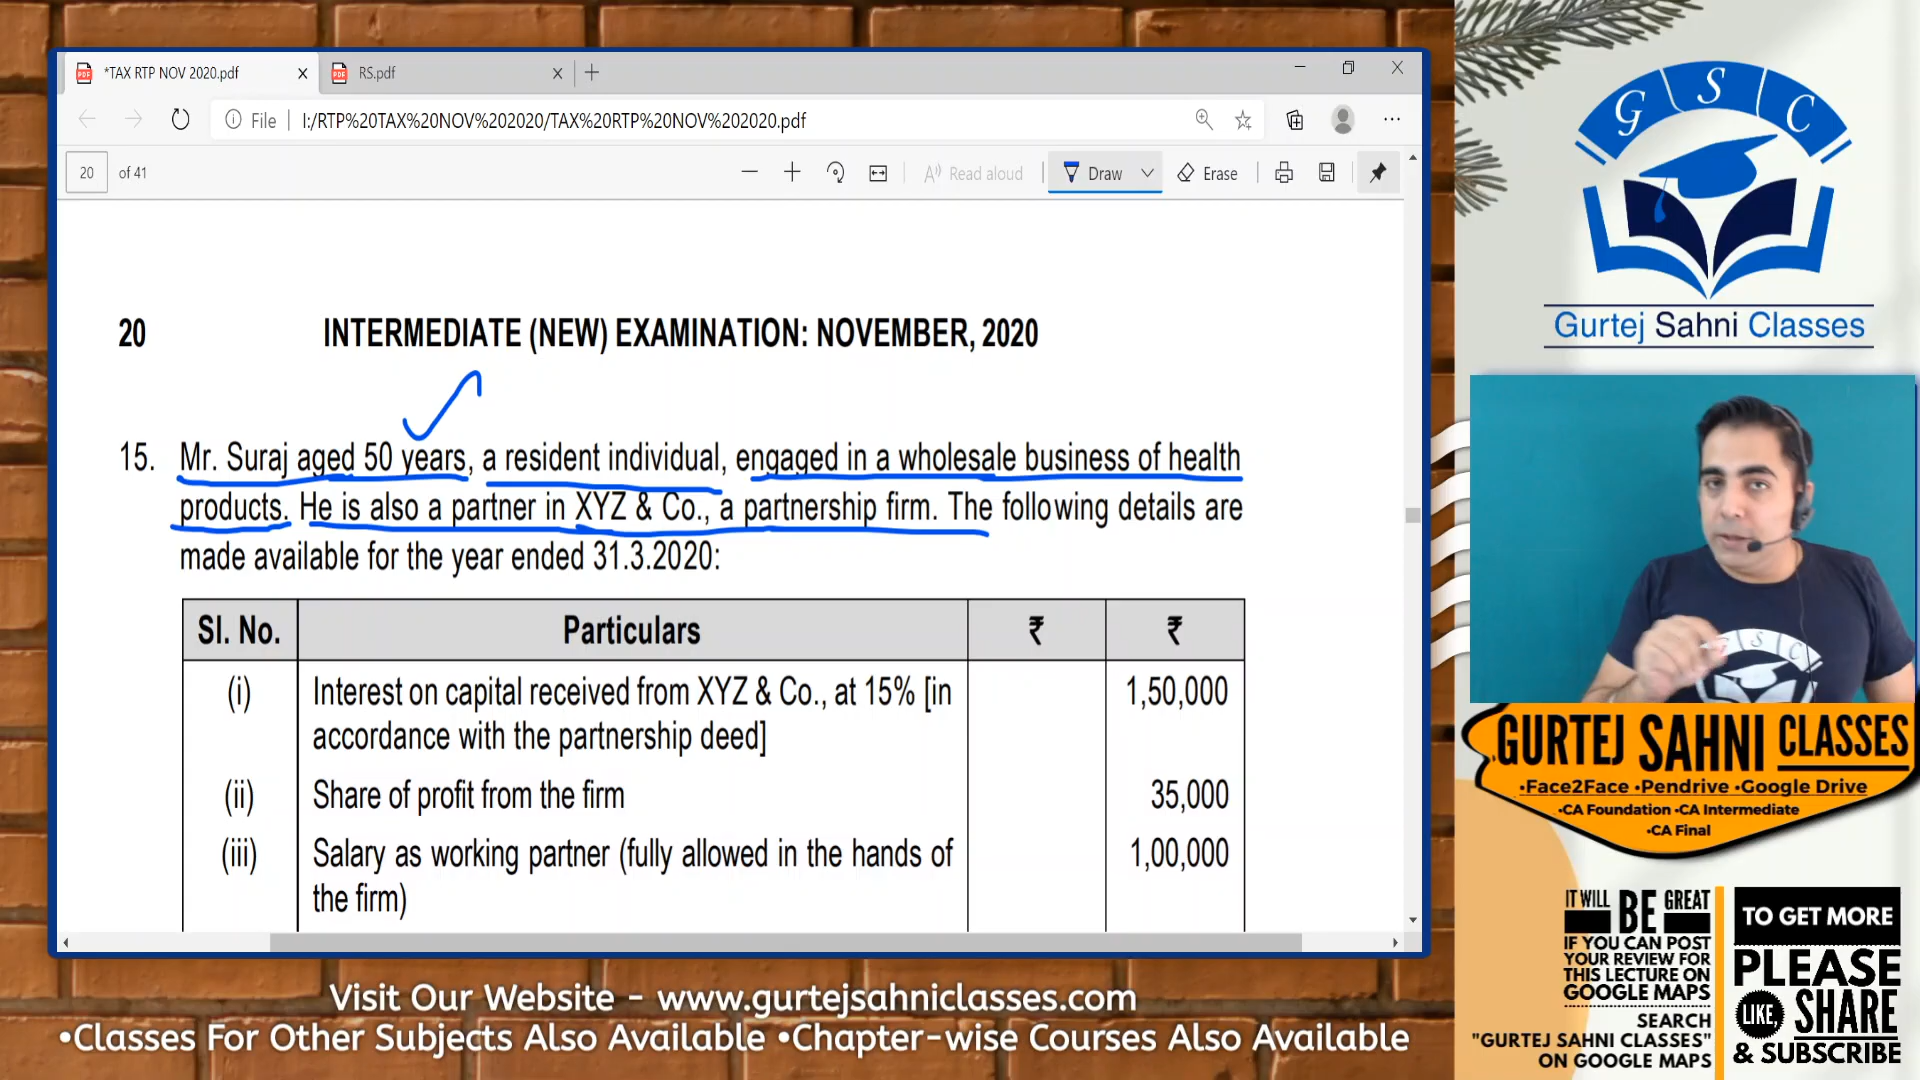 *TAX RTP NOV 2020.pdf
RS.pdf
File
I:/RTP%20TAX%20NOV%202020/TAX%20RTP%20NOV%202020.pdf
20 of 41
Read aloud
Draw
Erase
20 INTERMEDIATE (NEW) EXAMINATION: NOVEMBER, 2020
15. Mr. Suraj aged 50 years, a resident individual, engaged in a wholesale business of health
products. He is also a partner in XYZ & Co., a partnership firm. The following details are
made available for the year ended 31.3.2020:
Sl. No. Particulars ₹ ₹
(i) Interest on capital received from XYZ & Co., at 15% [in 1,50,000
accordance with the partnership deed]
(ii) Share of profit from the firm 35,000
(iii) Salary as working partner (fully allowed in the hands of 1,00,000
the firm)
G S C
Gurtej Sahni Classes
S
GURTEJ SAHNI CLASSES
•Face2Face •Pendrive •Google Drive
•CA Foundation •CA Intermediate
•CA Final
IT WILL BE GREAT
IF YOU CAN POST
YOUR REVIEW FOR
THIS LECTURE ON
GOOGLE MAPS
SEARCH
"GURTEJ SAHNI CLASSES"
ON GOOGLE MAPS
TO GET MORE
PLEASE
LIKE, SHARE
& SUBSCRIBE
Visit Our Website - www.gurtejsahniclasses.com
•Classes For Other Subjects Also Available •Chapter-wise Courses Also Available